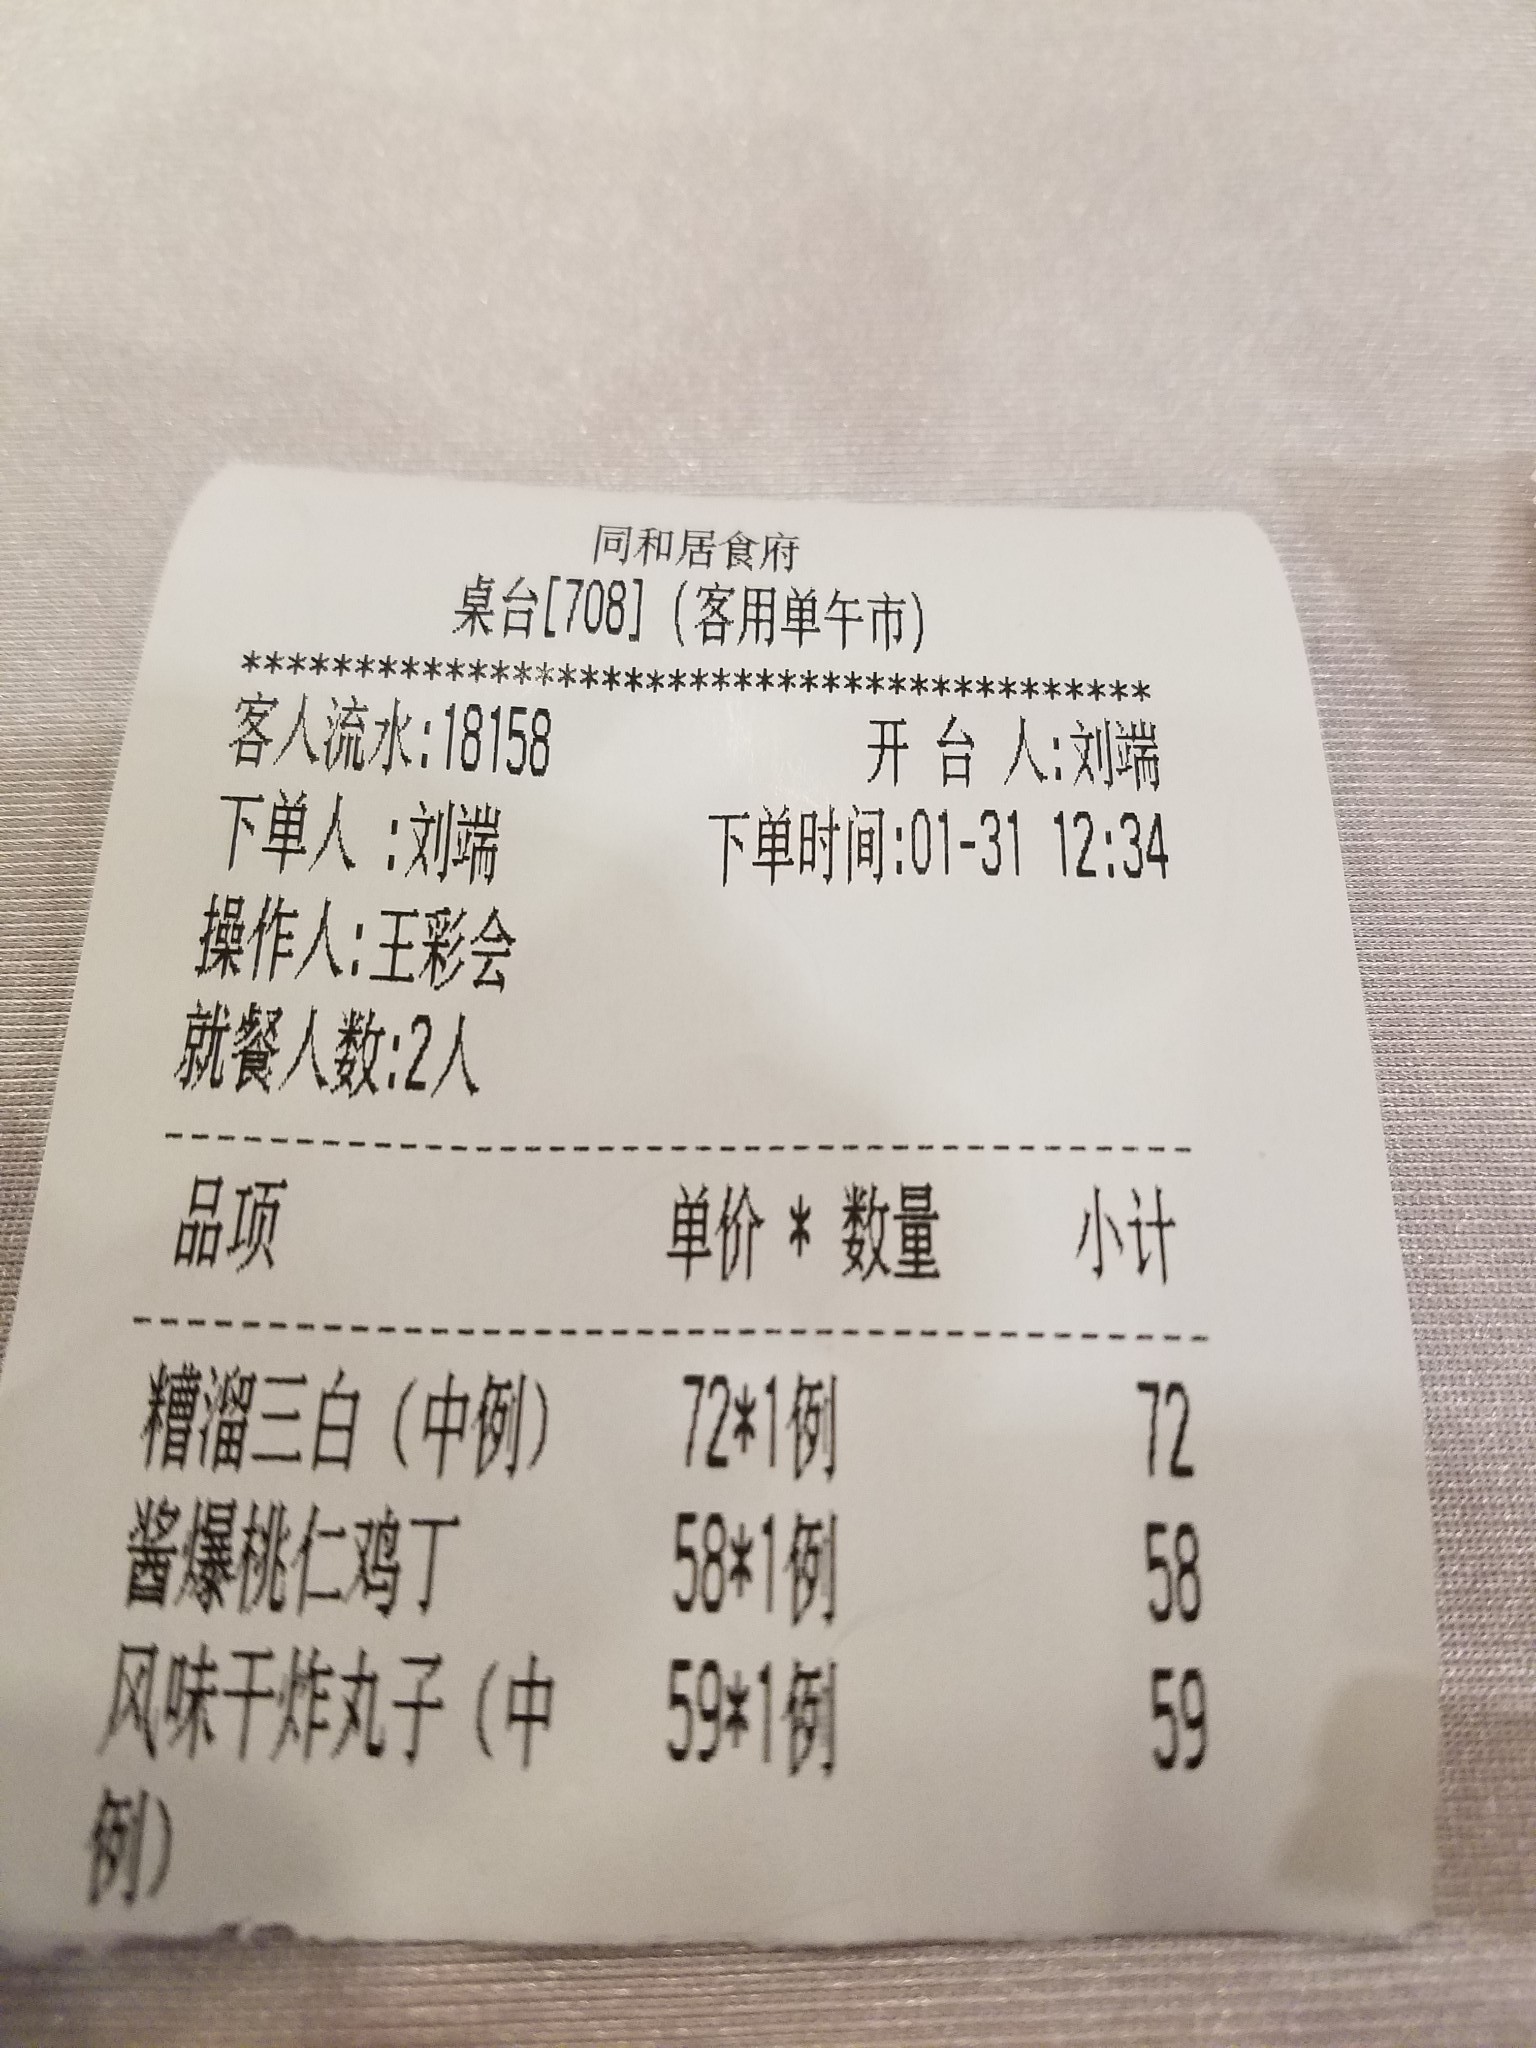 同和居食府
桌台[708](客用单午市)
*****************************************
客人流水:18158 开 台 人:刘端
下单人 :刘端 下单时间:01-31 12:34
操作人:王彩会
就餐人数:2人
品项 单价 * 数量 小计
糟溜三白(中例) 72*1例 72
酱爆桃仁鸡丁 58*1例 58
风味干炸丸子(中 59*1例 59
例)